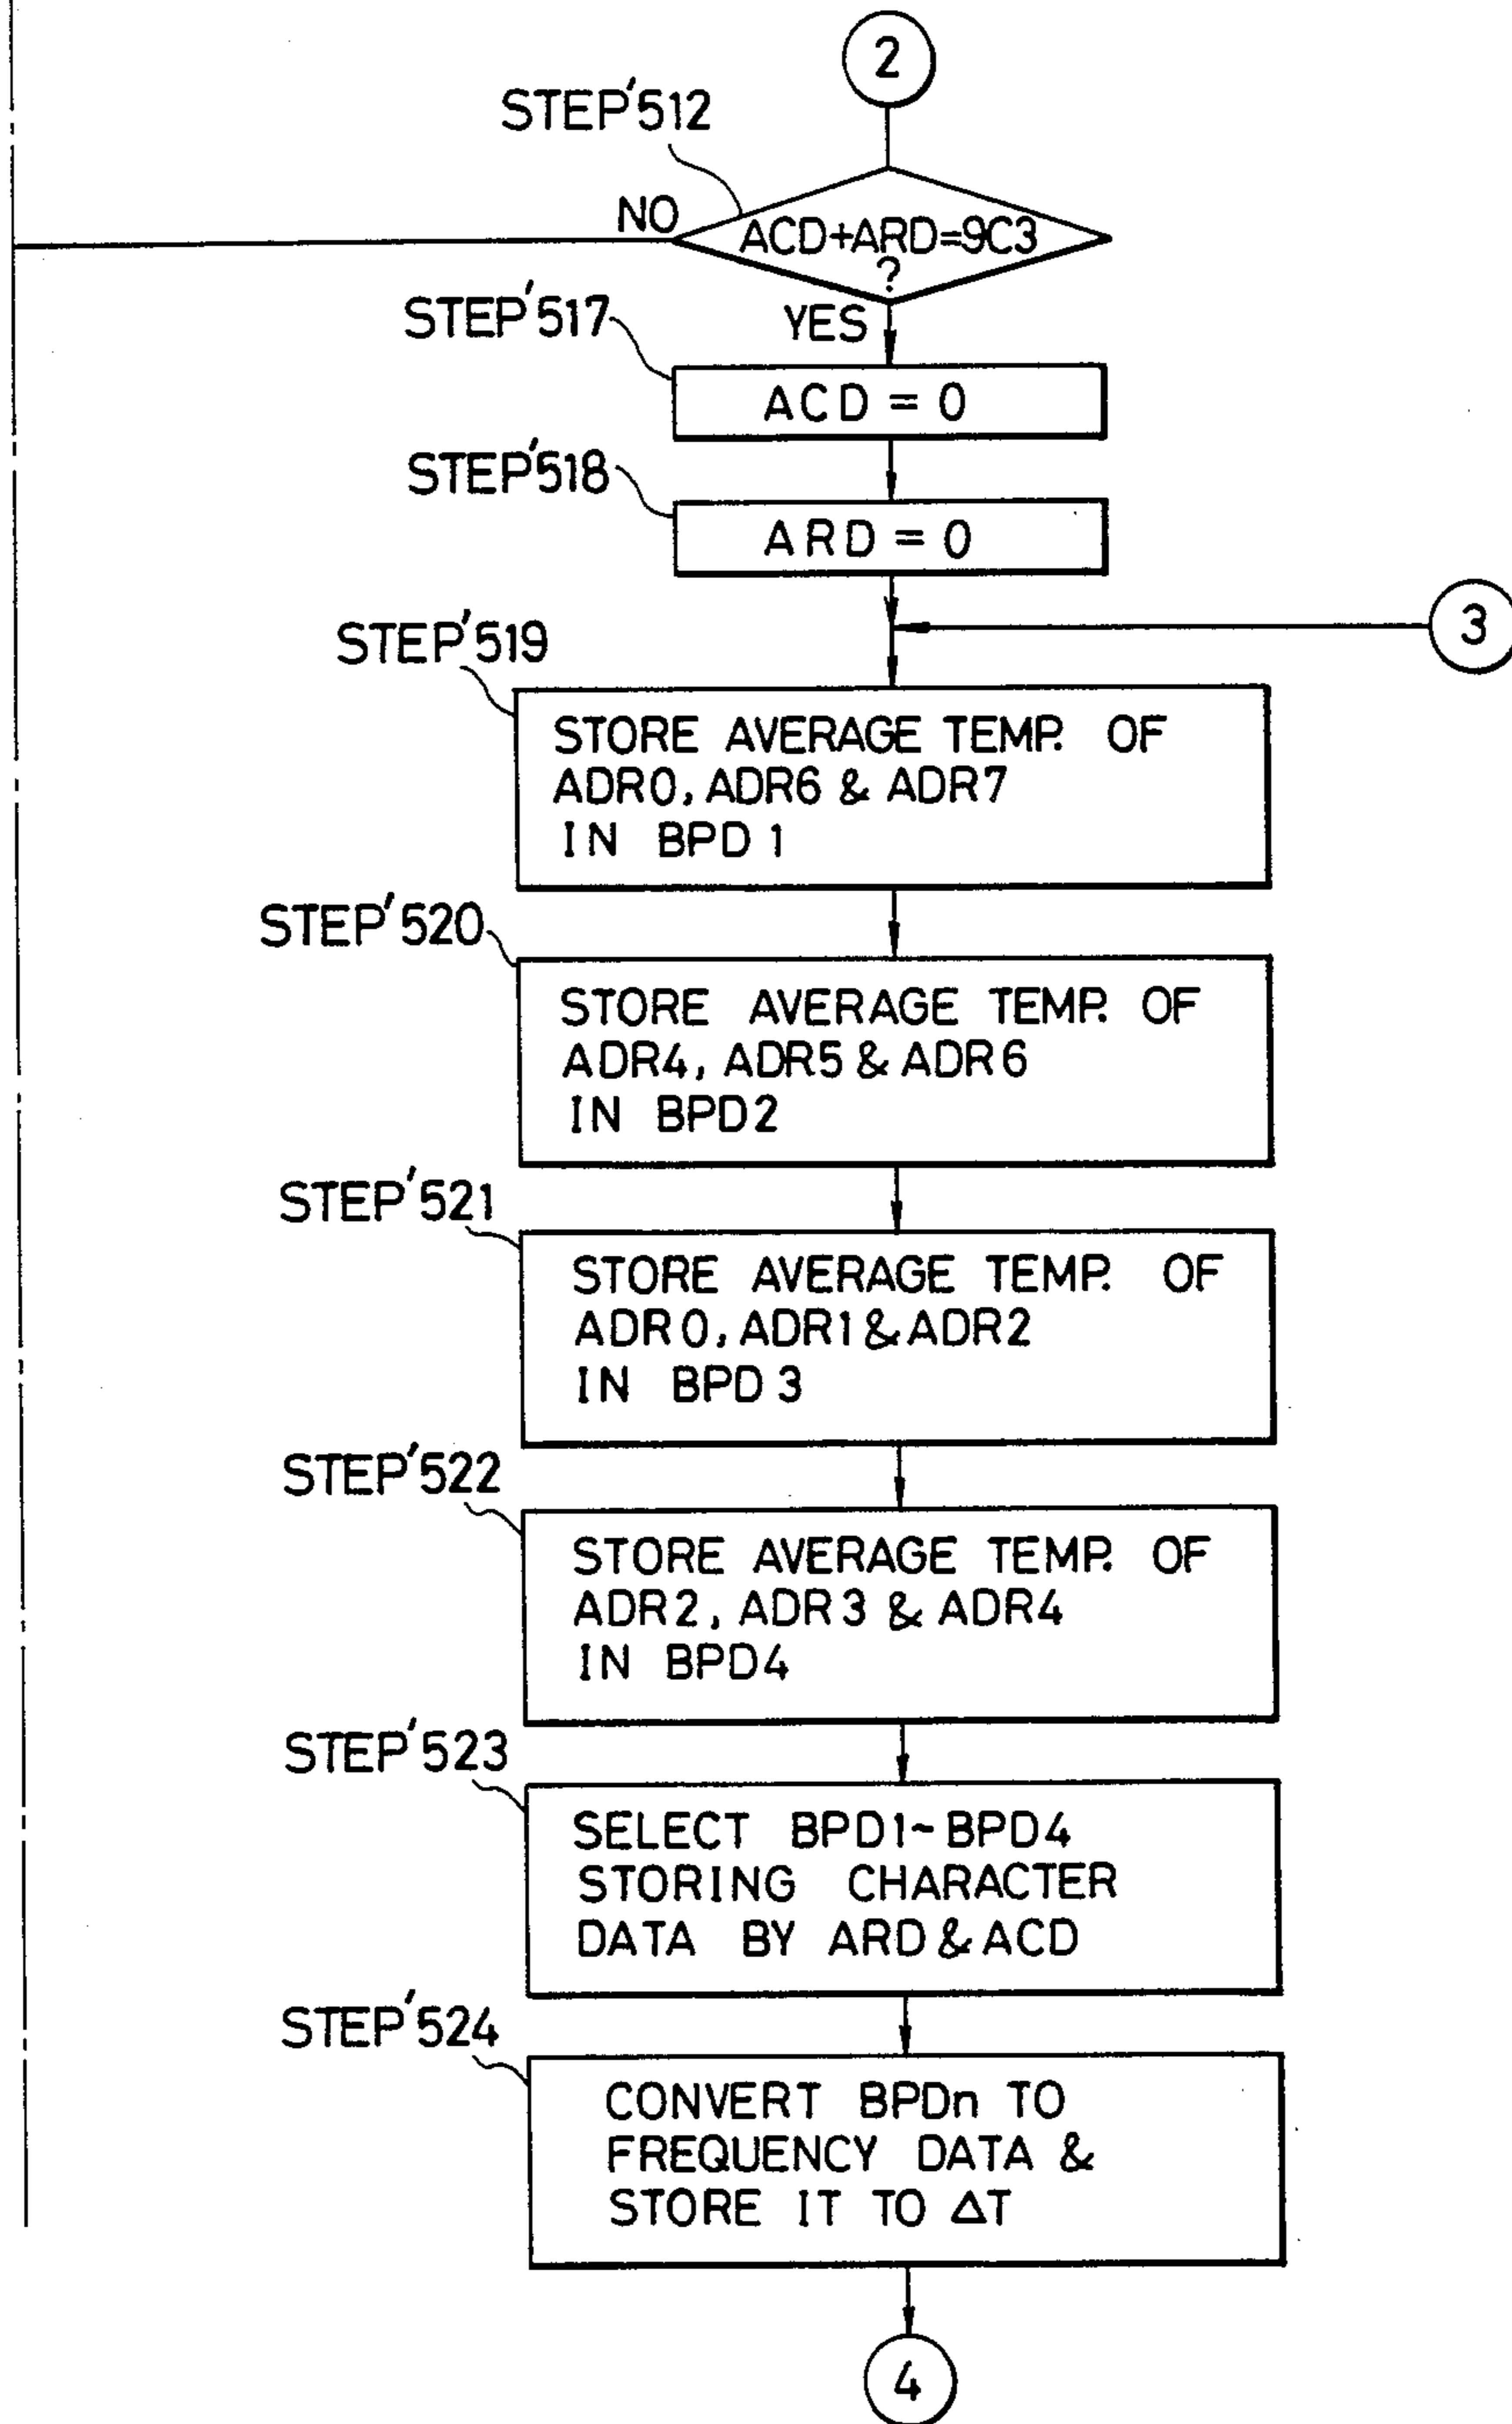 2
STEP'512
NO
ACD+ARD=9C3
?
YES
STEP'517
ACD = 0
STEP'518
ARD = 0
3
STEP'519
STORE AVERAGE TEMP. OF
ADR0, ADR6 & ADR7
IN BPD1
STEP'520
STORE AVERAGE TEMP. OF
ADR4, ADR5 & ADR6
IN BPD2
STEP'521
STORE AVERAGE TEMP. OF
ADR0, ADR1 & ADR2
IN BPD3
STEP'522
STORE AVERAGE TEMP. OF
ADR2, ADR3 & ADR4
IN BPD4
STEP'523
SELECT BPD1~BPD4
STORING CHARACTER
DATA BY ARD & ACD
STEP'524
CONVERT BPDn TO
FREQUENCY DATA &
STORE IT TO ΔT
4